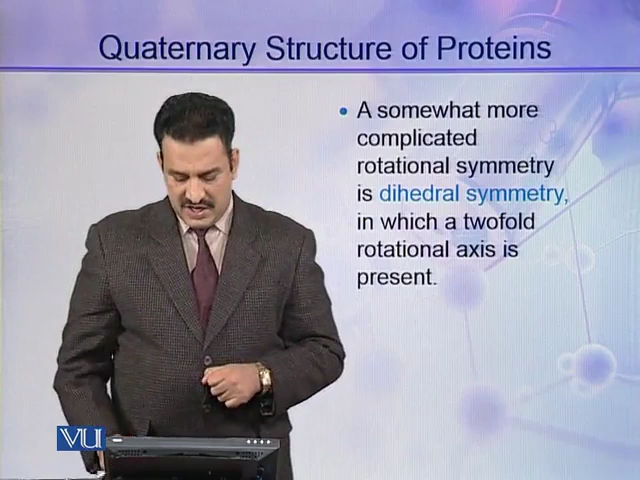 Quaternary Structure of Proteins
• A somewhat more
complicated
rotational symmetry
is dihedral symmetry,
in which a twofold
rotational axis is
present.
VU